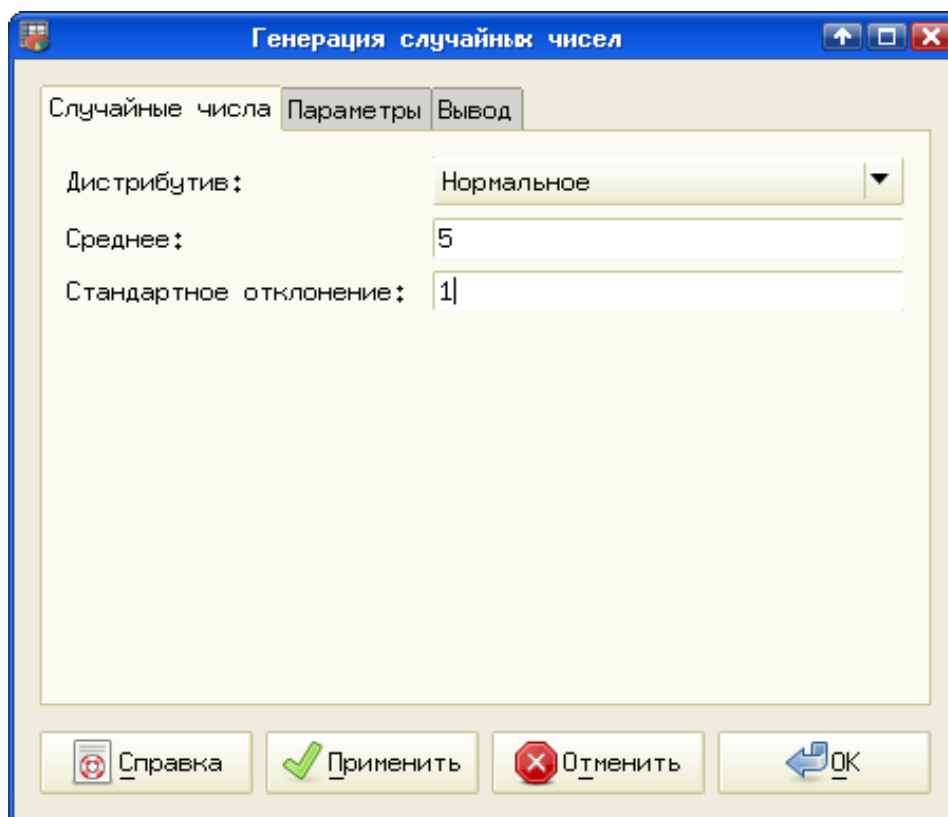 Генерация случайных чисел
Случайные числа Параметры Вывод
Дистрибутив: Нормальное
Среднее: 5
Стандартное отклонение: 1
Справка Применить Отменить OK